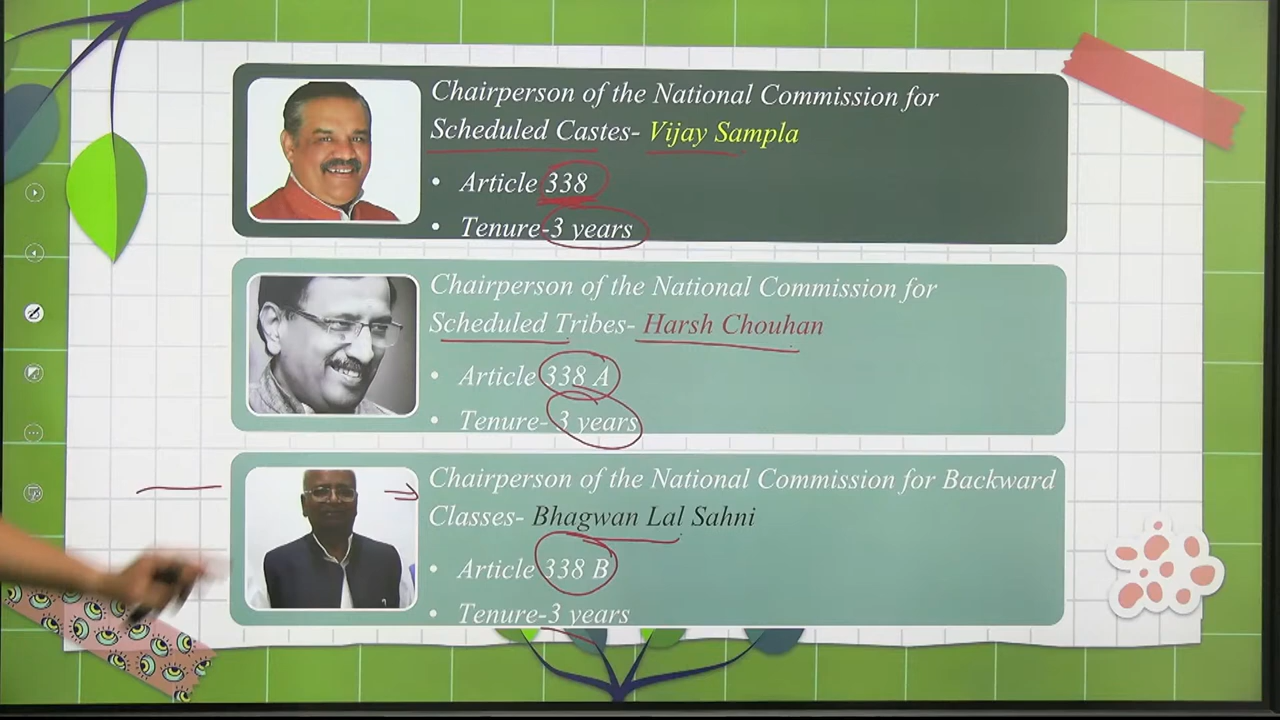 Chairperson of the National Commission for
Scheduled Castes- Vijay Sampla
• Article 338
• Tenure-3 years
Chairperson of the National Commission for
Scheduled Tribes- Harsh Chouhan
• Article 338 A
• Tenure- 3 years
Chairperson of the National Commission for Backward
Classes- Bhagwan Lal Sahni
• Article 338 B
• Tenure-3 years